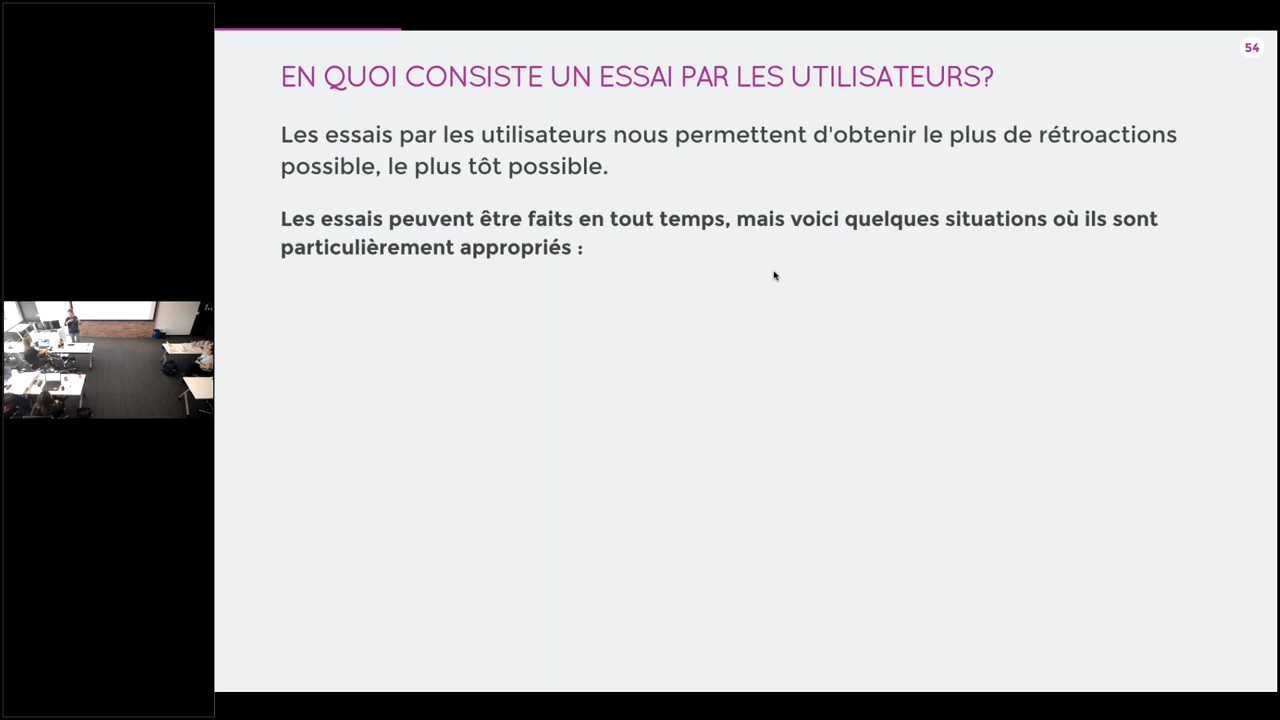 54
EN QUOI CONSISTE UN ESSAI PAR LES UTILISATEURS?
Les essais par les utilisateurs nous permettent d'obtenir le plus de rétroactions
possible, le plus tôt possible.
Les essais peuvent être faits en tout temps, mais voici quelques situations où ils sont
particulièrement appropriés :